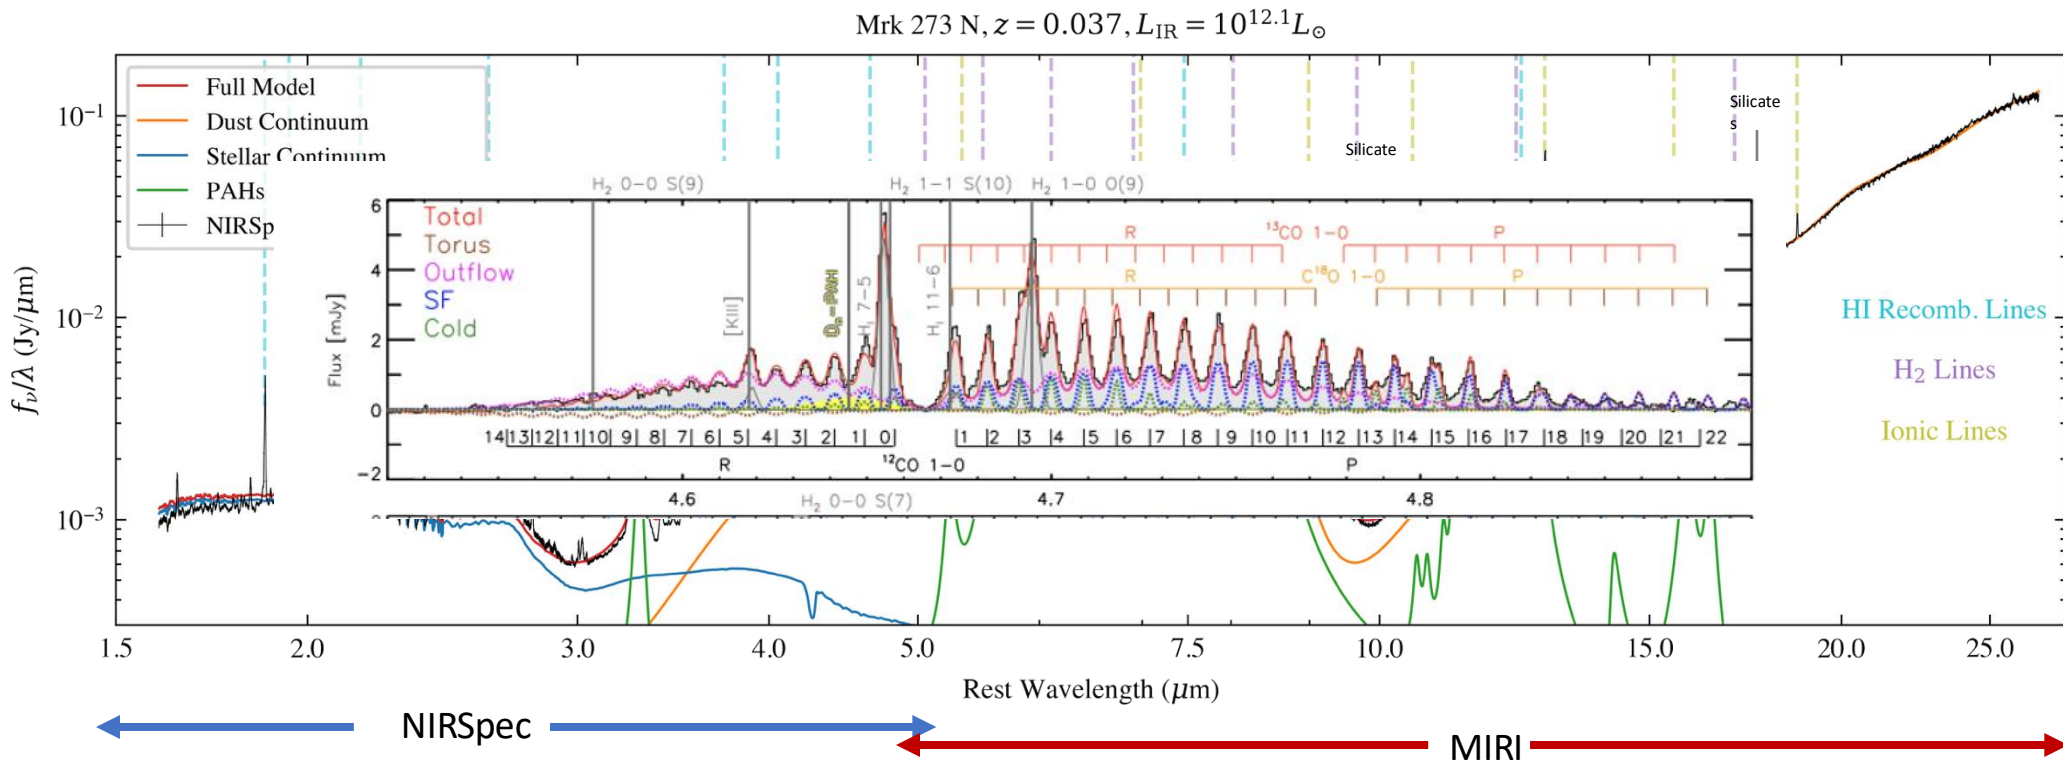 Mrk 273 N, z = 0.037, L_IR = 10^12.1 L_⊙
Full Model
Dust Continuum
Stellar Continuum
PAHs
NIRSp
Silicate
s
Silicate
H₂ 0-0 S(9)
H₂ 1-1 S(10)
H₂ 1-0 O(9)
Total
Torus
Outflow
SF
Cold
[KIII]
Dₙ-PAH
H₁ 7-5
H₁ 11-6
R ¹³CO 1-0 P
R C¹⁸O 1-0 P
Flux [mJy]
6
4
2
0
-2
14 13 12 11 10 9 8 7 6 5 4 3 2 1 0
1 2 3 4 5 6 7 8 9 10 11 12 13 14 15 16 17 18 19 20 21 22
R ¹²CO 1-0 P
4.6 4.7 4.8
H₂ 0-0 S(7)
HI Recomb. Lines
H₂ Lines
Ionic Lines
f_ν/λ (Jy/μm)
10⁻¹
10⁻²
10⁻³
1.5 2.0 3.0 4.0 5.0 7.5 10.0 15.0 20.0 25.0
Rest Wavelength (μm)
NIRSpec
MIRI